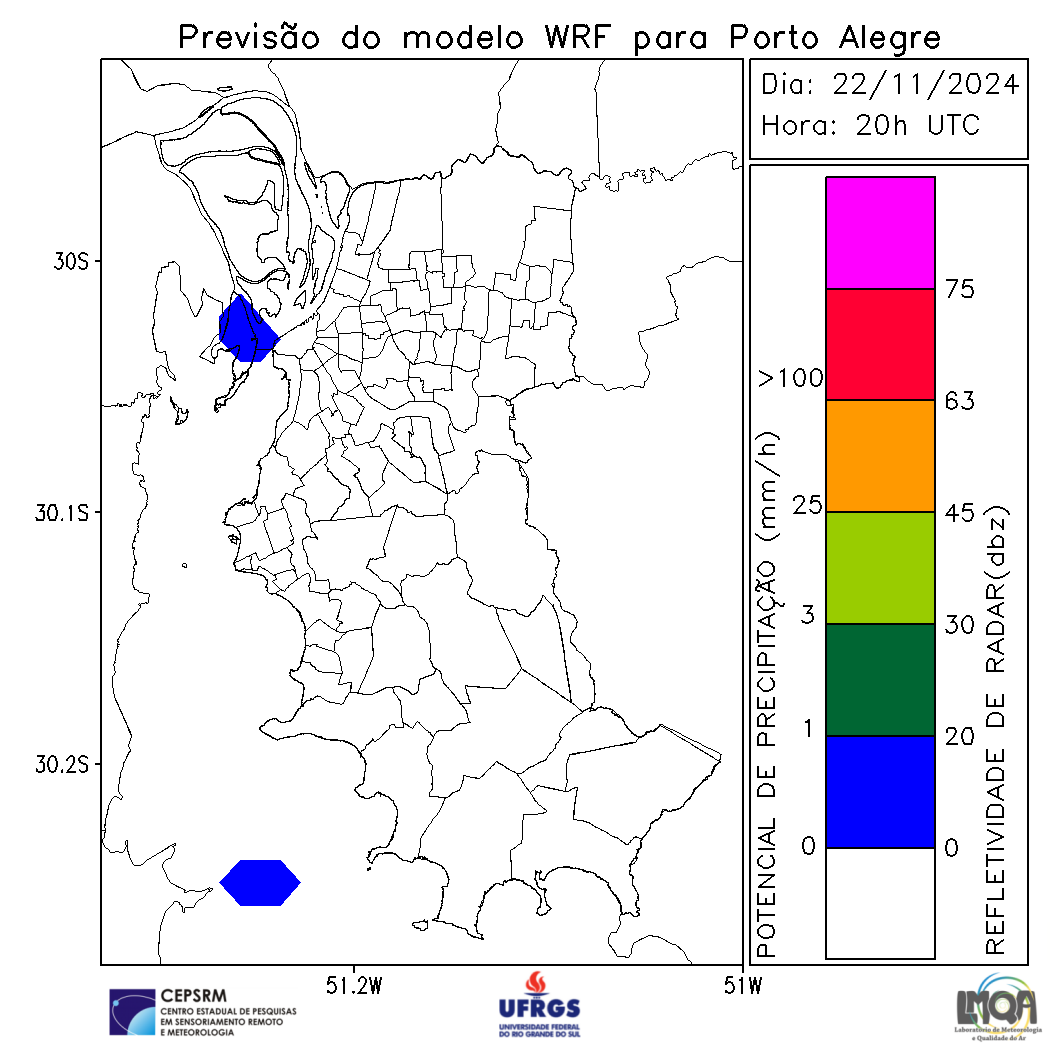 Previsão do modelo WRF para Porto Alegre
Dia: 22/11/2024
Hora: 20h UTC
30S
30.1S
30.2S
51.2W
51W
POTENCIAL DE PRECIPITAÇÃO (mm/h)
>100
25
3
1
0
75
63
45
30
20
0
REFLETIVIDADE DE RADAR(dbz)
CEPSRM
CENTRO ESTADUAL DE PESQUISAS
EM SENSORIAMENTO REMOTO
E METEOROLOGIA
UFRGS
UNIVERSIDADE FEDERAL
DO RIO GRANDE DO SUL
LMQA
Laboratório de Meteorologia
e Qualidade do Ar